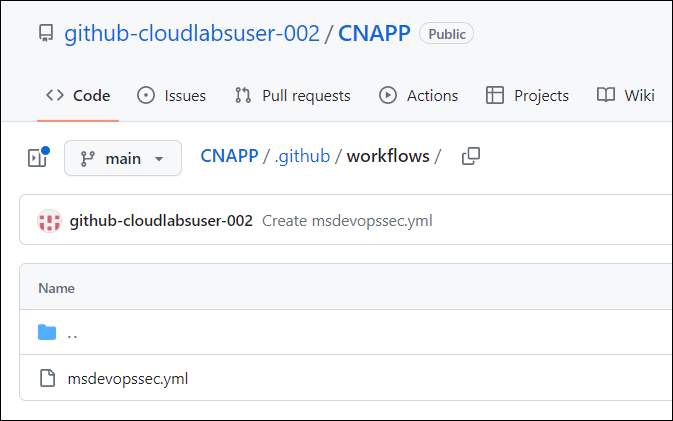 github-cloudlabsuser-002 / CNAPP Public
Code Issues Pull requests Actions Projects Wiki
main CNAPP / .github / workflows /
github-cloudlabsuser-002 Create msdevopssec.yml
Name
..
msdevopssec.yml